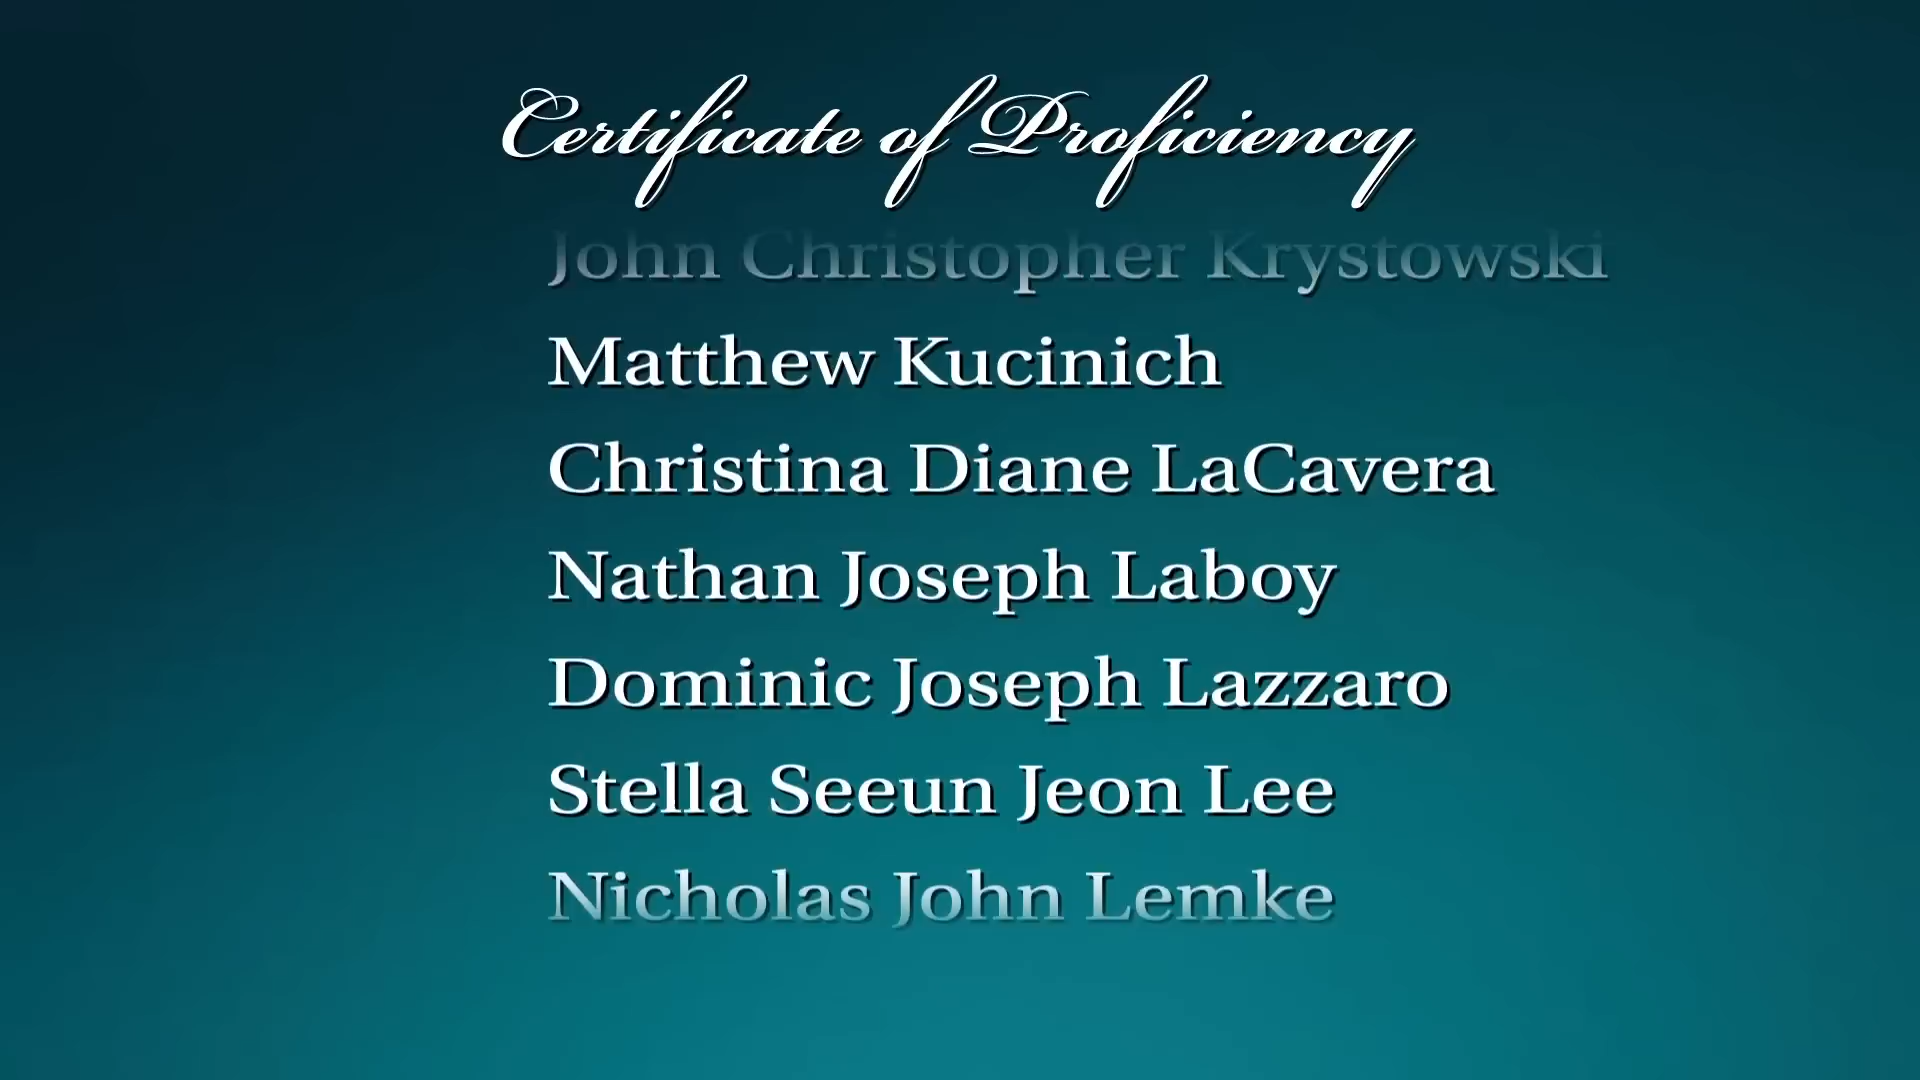 Certificate of Proficiency
John Christopher Krystowski
Matthew Kucinich
Christina Diane LaCavera
Nathan Joseph Laboy
Dominic Joseph Lazzaro
Stella Seeun Jeon Lee
Nicholas John Lemke